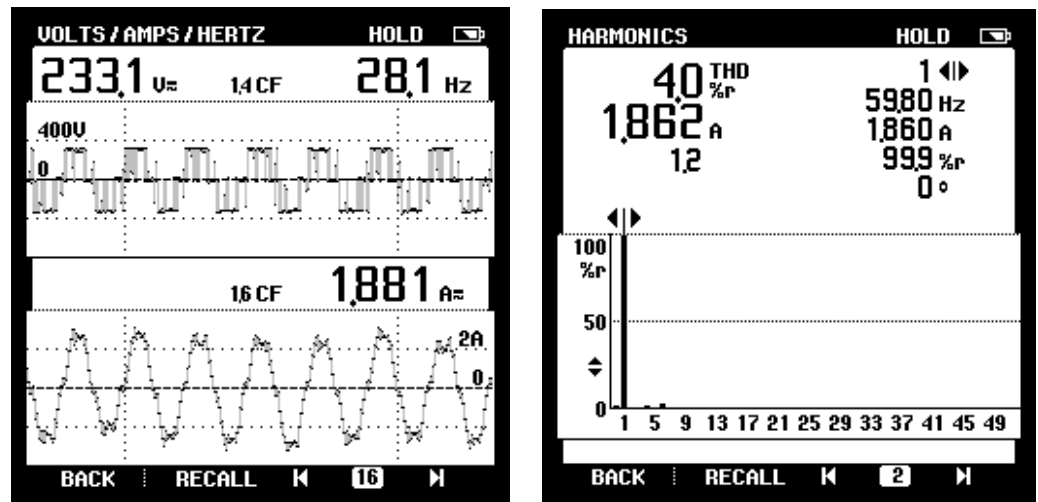 VOLTS / AMPS / HERTZ HOLD
233,1 V≂ 1,4 CF 28,1 Hz
400V
0
1,6 CF 1,881 A≂
2A
0
BACK RECALL 16
HARMONICS HOLD
4,0 THD %r 1
59,80 Hz
1,862 A 1,860 A
1,2 99,9 %r
0 °
100
%r
50
0
1 5 9 13 17 21 25 29 33 37 41 45 49
BACK RECALL 2